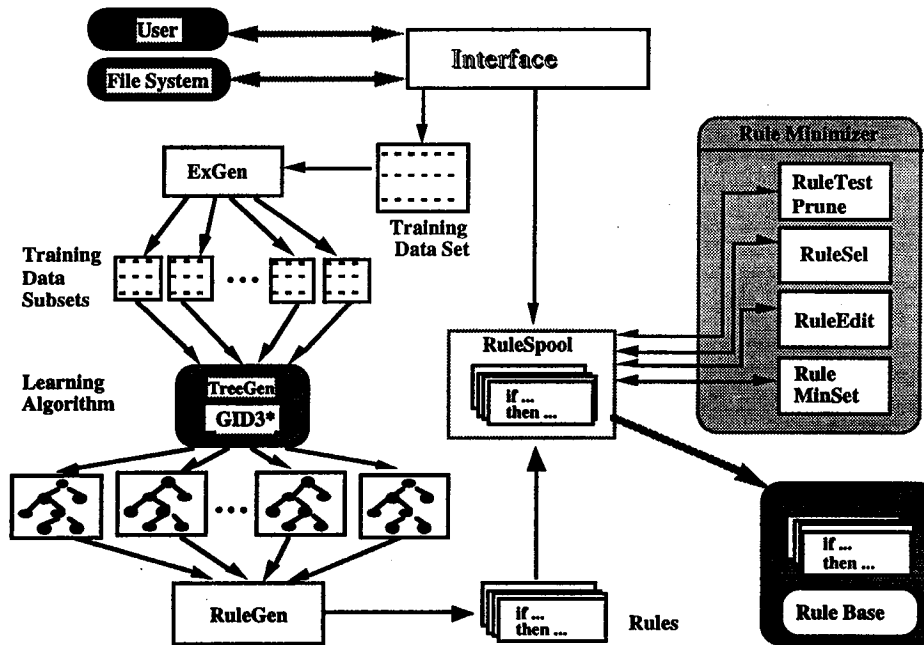 User
File System
Interface
Rule Minimizer
ExGen
RuleTest
Prune
Training
Data Set
Training
Data
Subsets
RuleSel
RuleEdit
RuleSpool
Rule
MinSet
Learning
Algorithm
TreeGen
GID3*
if ...
then ...
if ...
then ...
RuleGen
if ...
then ...
Rules
Rule Base